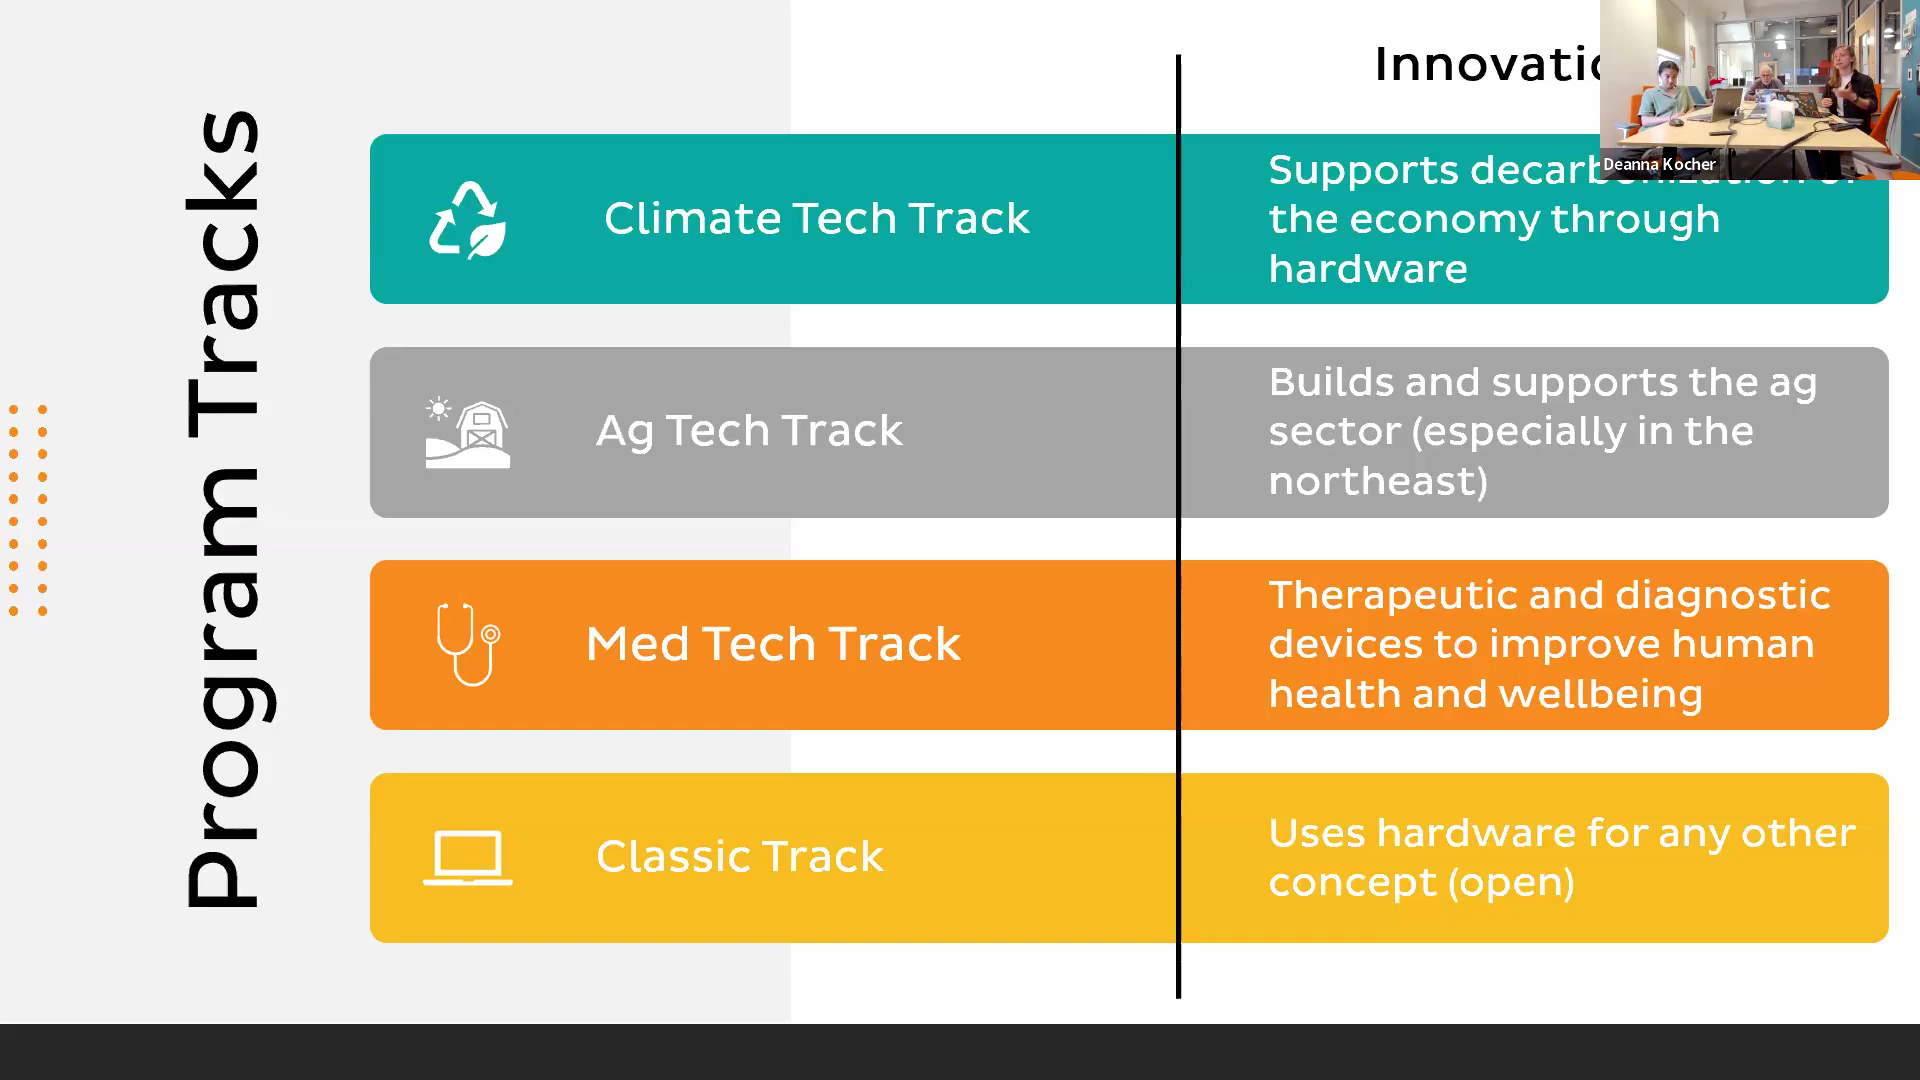 Program Tracks
Climate Tech Track
Supports
the economy through
hardware
Ag Tech Track
Builds and supports the ag
sector (especially in the
northeast)
Med Tech Track
Therapeutic and diagnostic
devices to improve human
health and wellbeing
Classic Track
Uses hardware for any other
concept (open)
Deanna Kocher